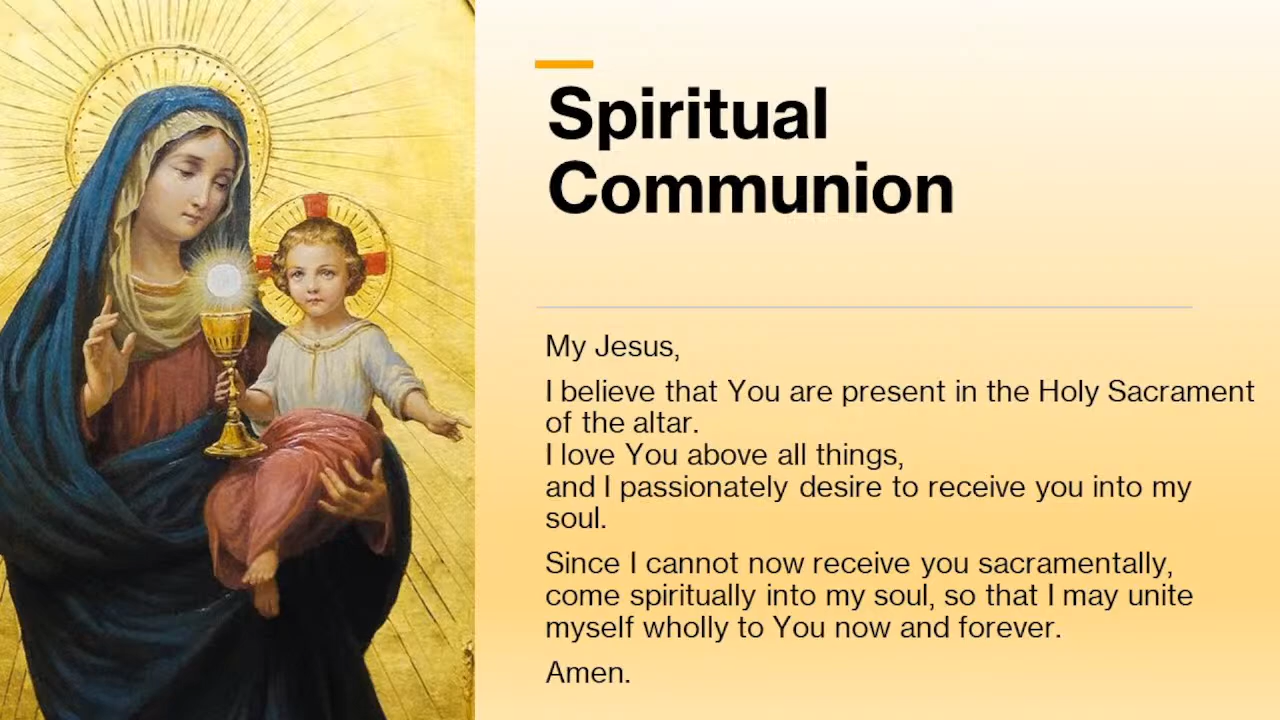 Spiritual
Communion
My Jesus,
I believe that You are present in the Holy Sacrament
of the altar.
I love You above all things,
and I passionately desire to receive you into my
soul.
Since I cannot now receive you sacramentally,
come spiritually into my soul, so that I may unite
myself wholly to You now and forever.
Amen.